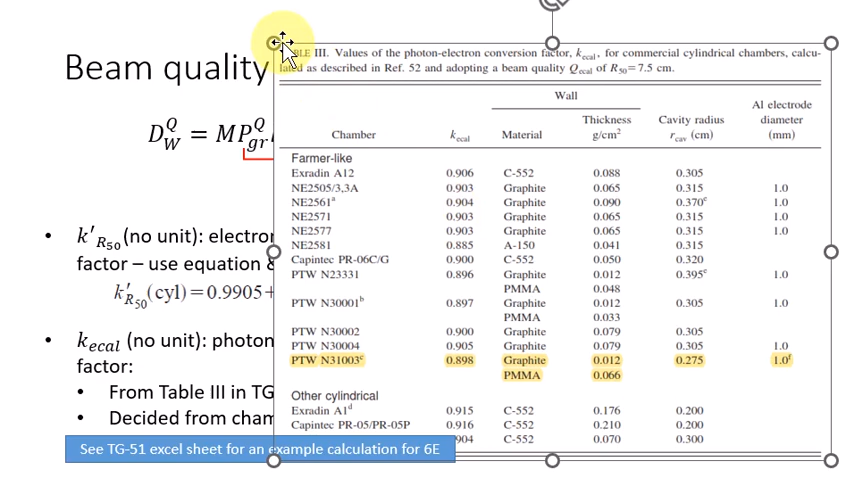 Beam quality
BLE III. Values of the photon-electron conversion factor, k_ecal, for commercial cylindrical chambers, calcu-
lated as described in Ref. 52 and adopting a beam quality Q_ecal of R_50=7.5 cm.
Wall
Al electrode
Thickness Cavity radius diameter
Chamber k_ecal Material g/cm² r_cav (cm) (mm)
D_W^Q = MP_gr^Q
Farmer-like
Exradin A12 0.906 C-552 0.088 0.305
NE2505/3,3A 0.903 Graphite 0.065 0.315 1.0
NE2561ᵃ 0.904 Graphite 0.090 0.370ᵉ 1.0
NE2571 0.903 Graphite 0.065 0.315 1.0
NE2577 0.903 Graphite 0.065 0.315 1.0
NE2581 0.885 A-150 0.041 0.315
Capintec PR-06C/G 0.900 C-552 0.050 0.320
PTW N23331 0.896 Graphite 0.012 0.395ᵉ 1.0
PMMA 0.048
PTW N30001ᵇ 0.897 Graphite 0.012 0.305 1.0
PMMA 0.033
PTW N30002 0.900 Graphite 0.079 0.305
PTW N30004 0.905 Graphite 0.079 0.305 1.0
PTW N31003ᶜ 0.898 Graphite 0.012 0.275 1.0ᶠ
PMMA 0.066
Other cylindrical
Exradin A1ᵈ 0.915 C-552 0.176 0.200
Capintec PR-05/PR-05P 0.916 C-552 0.210 0.200
904 C-552 0.070 0.300
• k'_R50 (no unit): electron
factor – use equation &
k'_R50(cyl)=0.9905+
• k_ecal (no unit): photon
factor:
• From Table III in TG
• Decided from cham
See TG-51 excel sheet for an example calculation for 6E